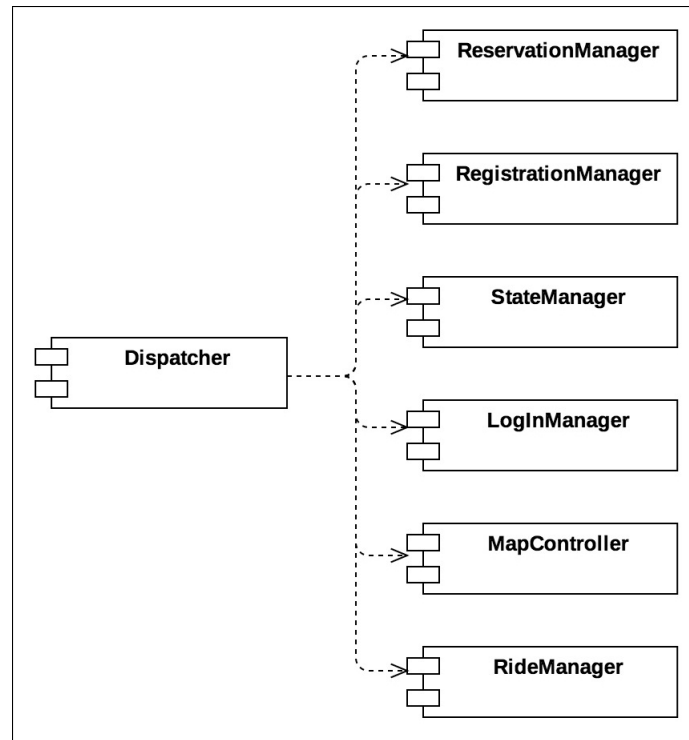 ReservationManager
RegistrationManager
StateManager
Dispatcher
LogInManager
MapController
RideManager